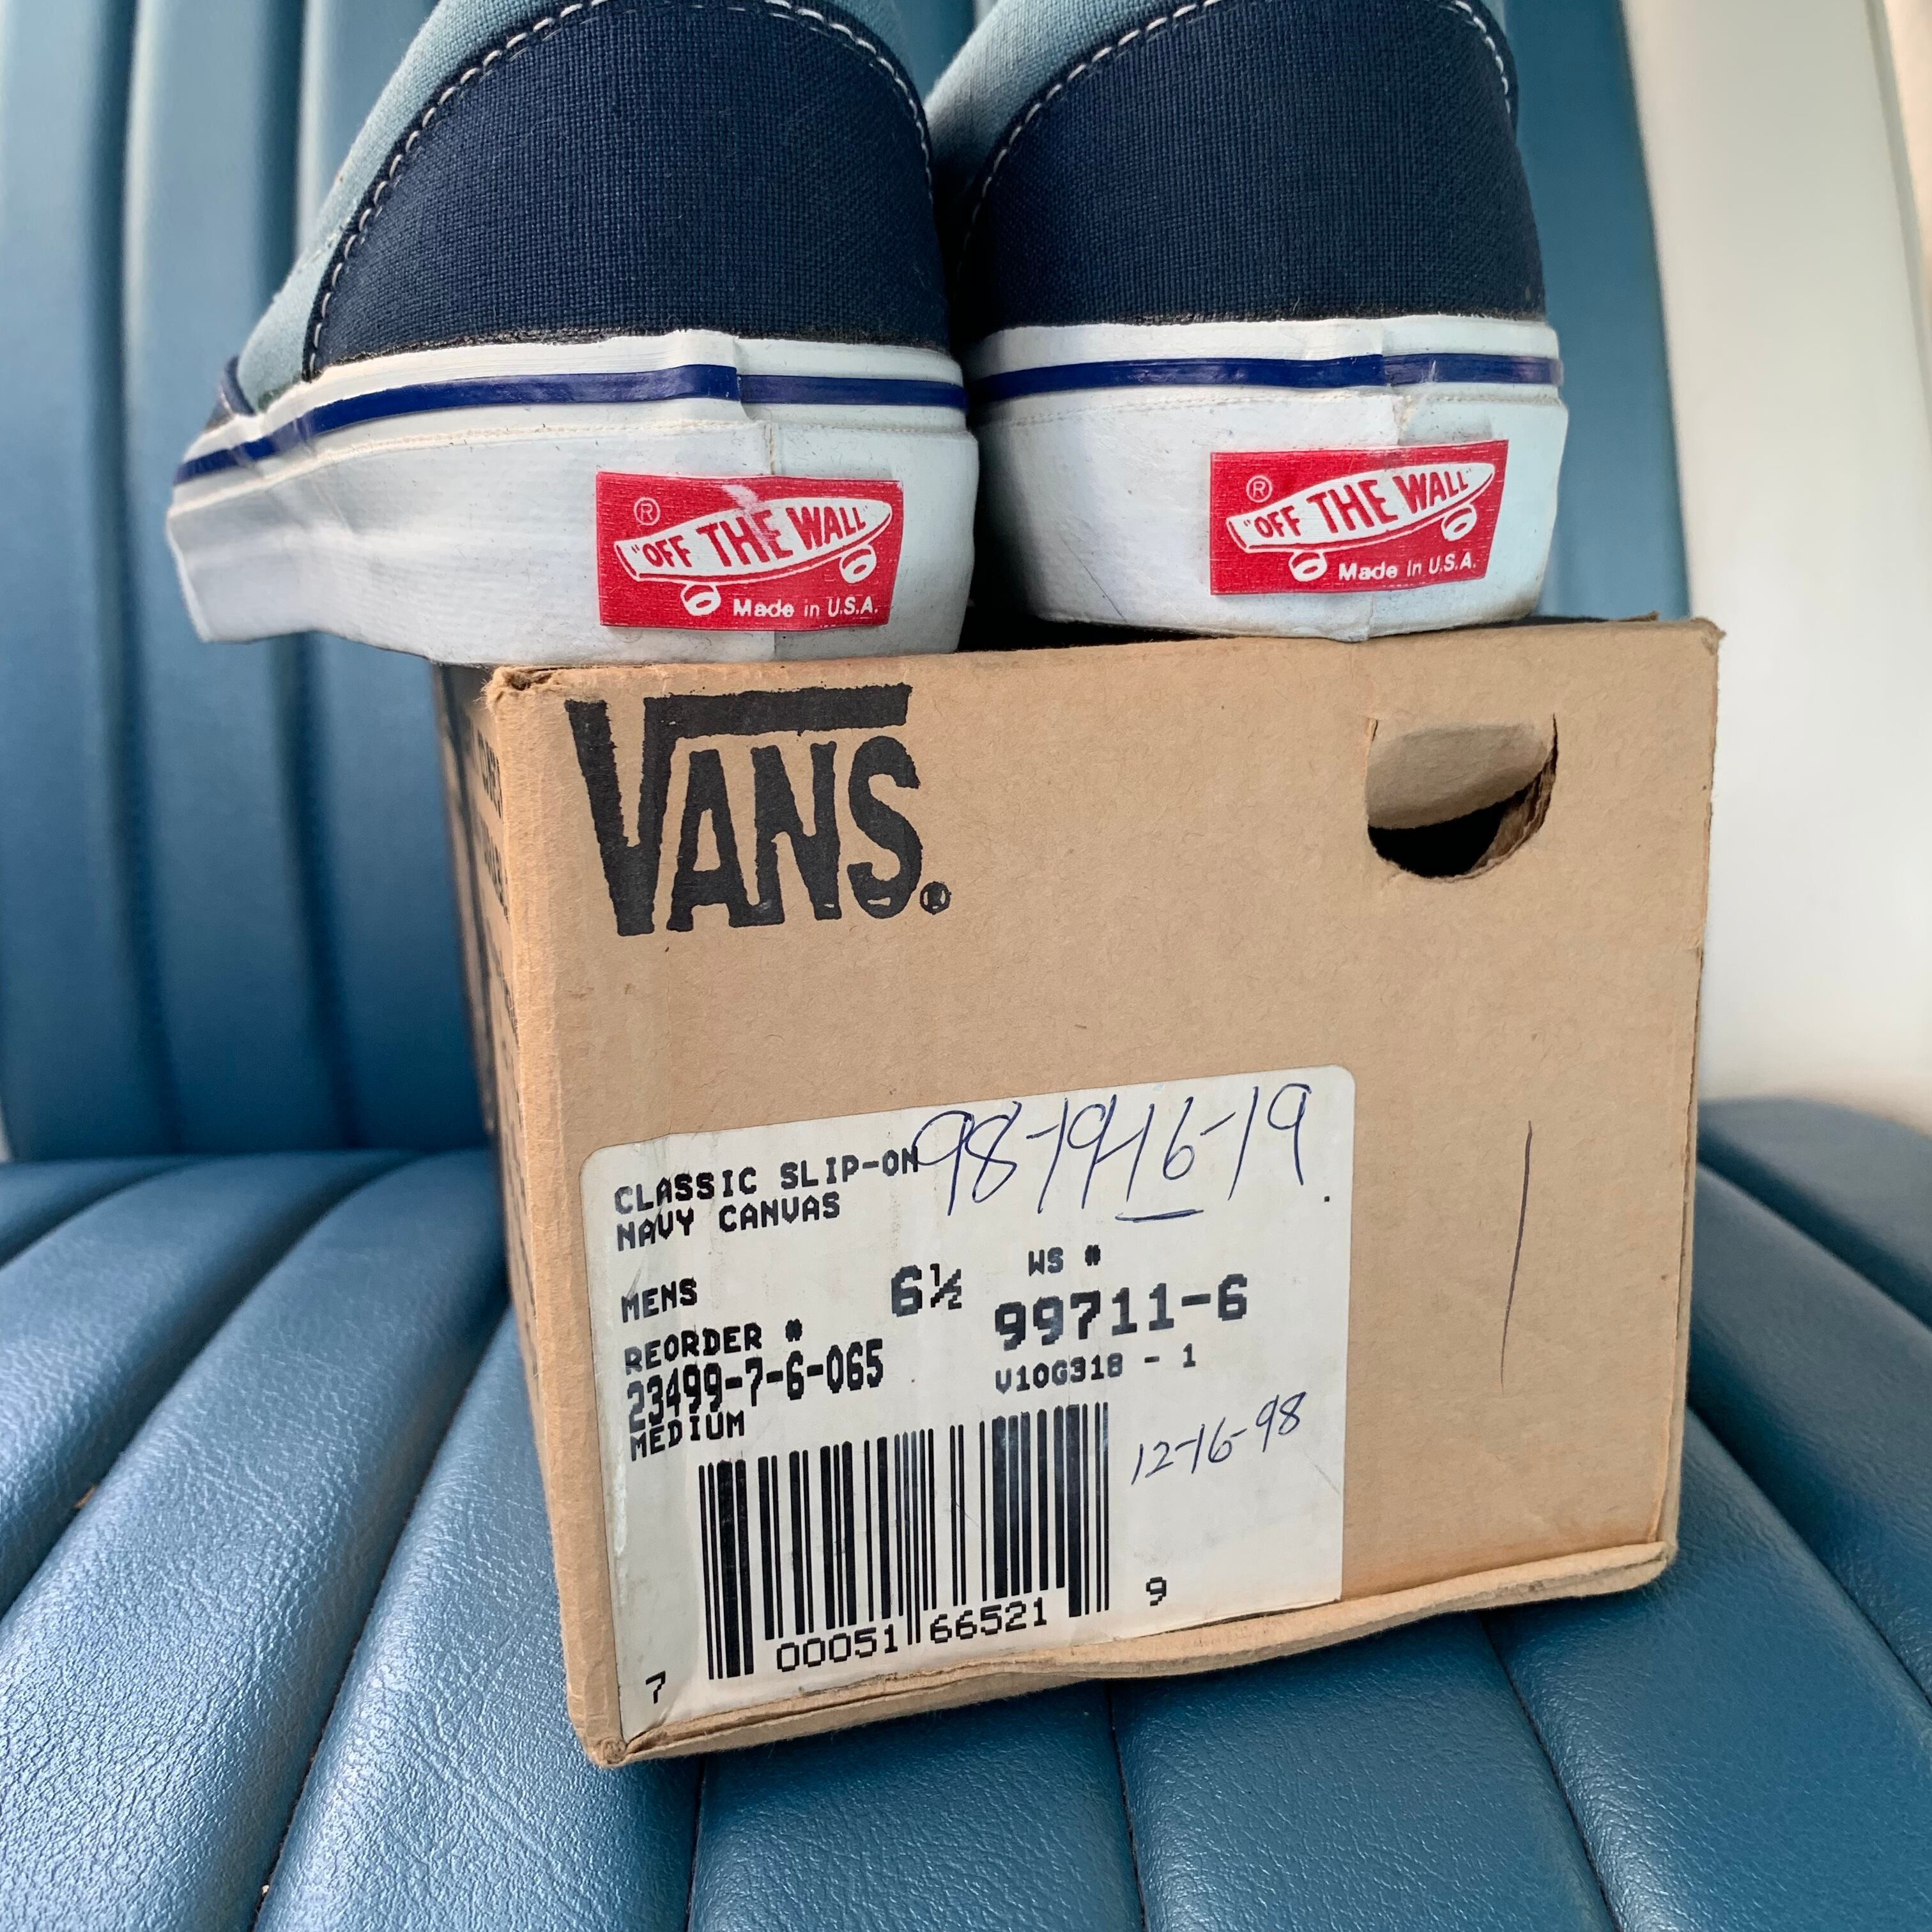 ® "OFF THE WALL"
Made in U.S.A.
® "OFF THE WALL"
Made in U.S.A.
VANS®
98-19-16-19
CLASSIC SLIP-ON
NAVY CANVAS
MENS 6½ WS #
99711-6
REORDER #
23499-7-6-065 V10G318 - 1
MEDIUM
12-16-98
7 00051 66521 9